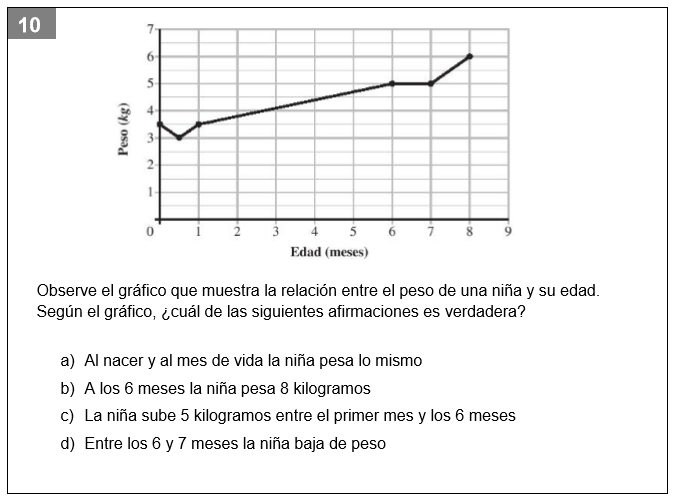 10
7
6
5
4
3
2
1
0 1 2 3 4 5 6 7 8 9
Peso (kg)
Edad (meses)
Observe el gráfico que muestra la relación entre el peso de una niña y su edad.
Según el gráfico, ¿cuál de las siguientes afirmaciones es verdadera?
a) Al nacer y al mes de vida la niña pesa lo mismo
b) A los 6 meses la niña pesa 8 kilogramos
c) La niña sube 5 kilogramos entre el primer mes y los 6 meses
d) Entre los 6 y 7 meses la niña baja de peso